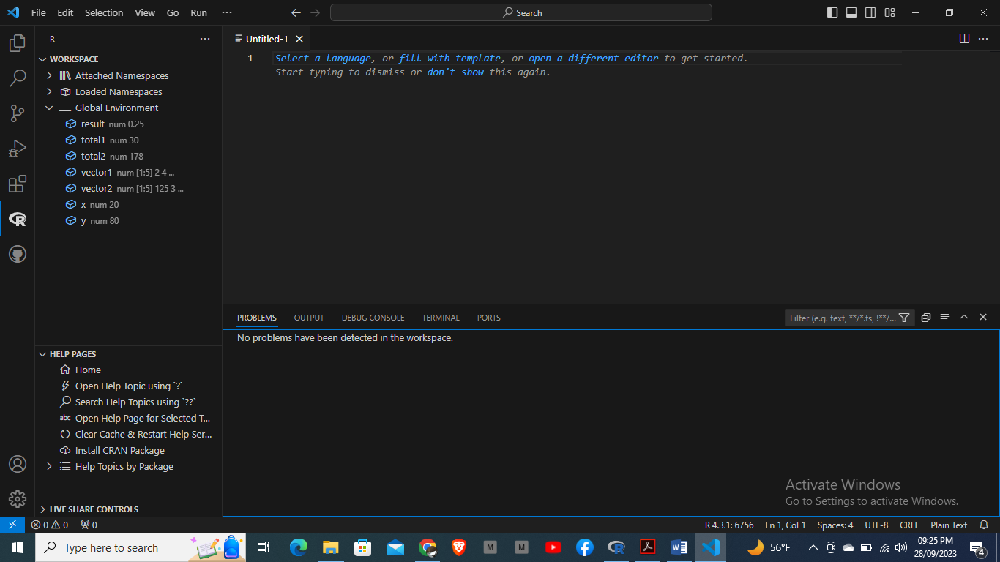 File Edit Selection View Go Run ···
Search
R
WORKSPACE
Attached Namespaces
Loaded Namespaces
Global Environment
result num 0.25
total1 num 30
total2 num 178
vector1 num [1:5] 2 4 ...
vector2 num [1:5] 125 3 ...
x num 20
y num 80
HELP PAGES
Home
Open Help Topic using `?`
Search Help Topics using `??`
abc Open Help Page for Selected T...
Clear Cache & Restart Help Ser...
Install CRAN Package
Help Topics by Package
LIVE SHARE CONTROLS
Untitled-1
1 Select a language, or fill with template, or open a different editor to get started.
Start typing to dismiss or don't show this again.
PROBLEMS OUTPUT DEBUG CONSOLE TERMINAL PORTS
Filter (e.g. text, **/*.ts, !**/...
No problems have been detected in the workspace.
Activate Windows
Go to Settings to activate Windows.
0 0 0
R 4.3.1: 6756 Ln 1, Col 1 Spaces: 4 UTF-8 CRLF Plain Text
Type here to search
M M
R
W
56°F
09:25 PM
28/09/2023
4